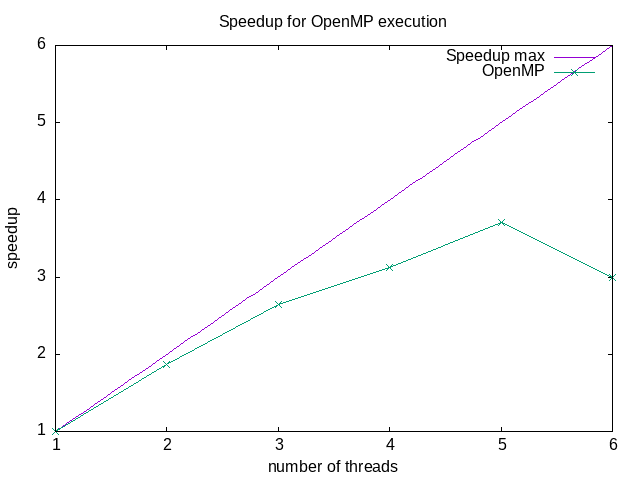 Speedup for OpenMP execution
6
5
4
3
2
1
speedup
Speedup max
OpenMP
1 2 3 4 5 6
number of threads